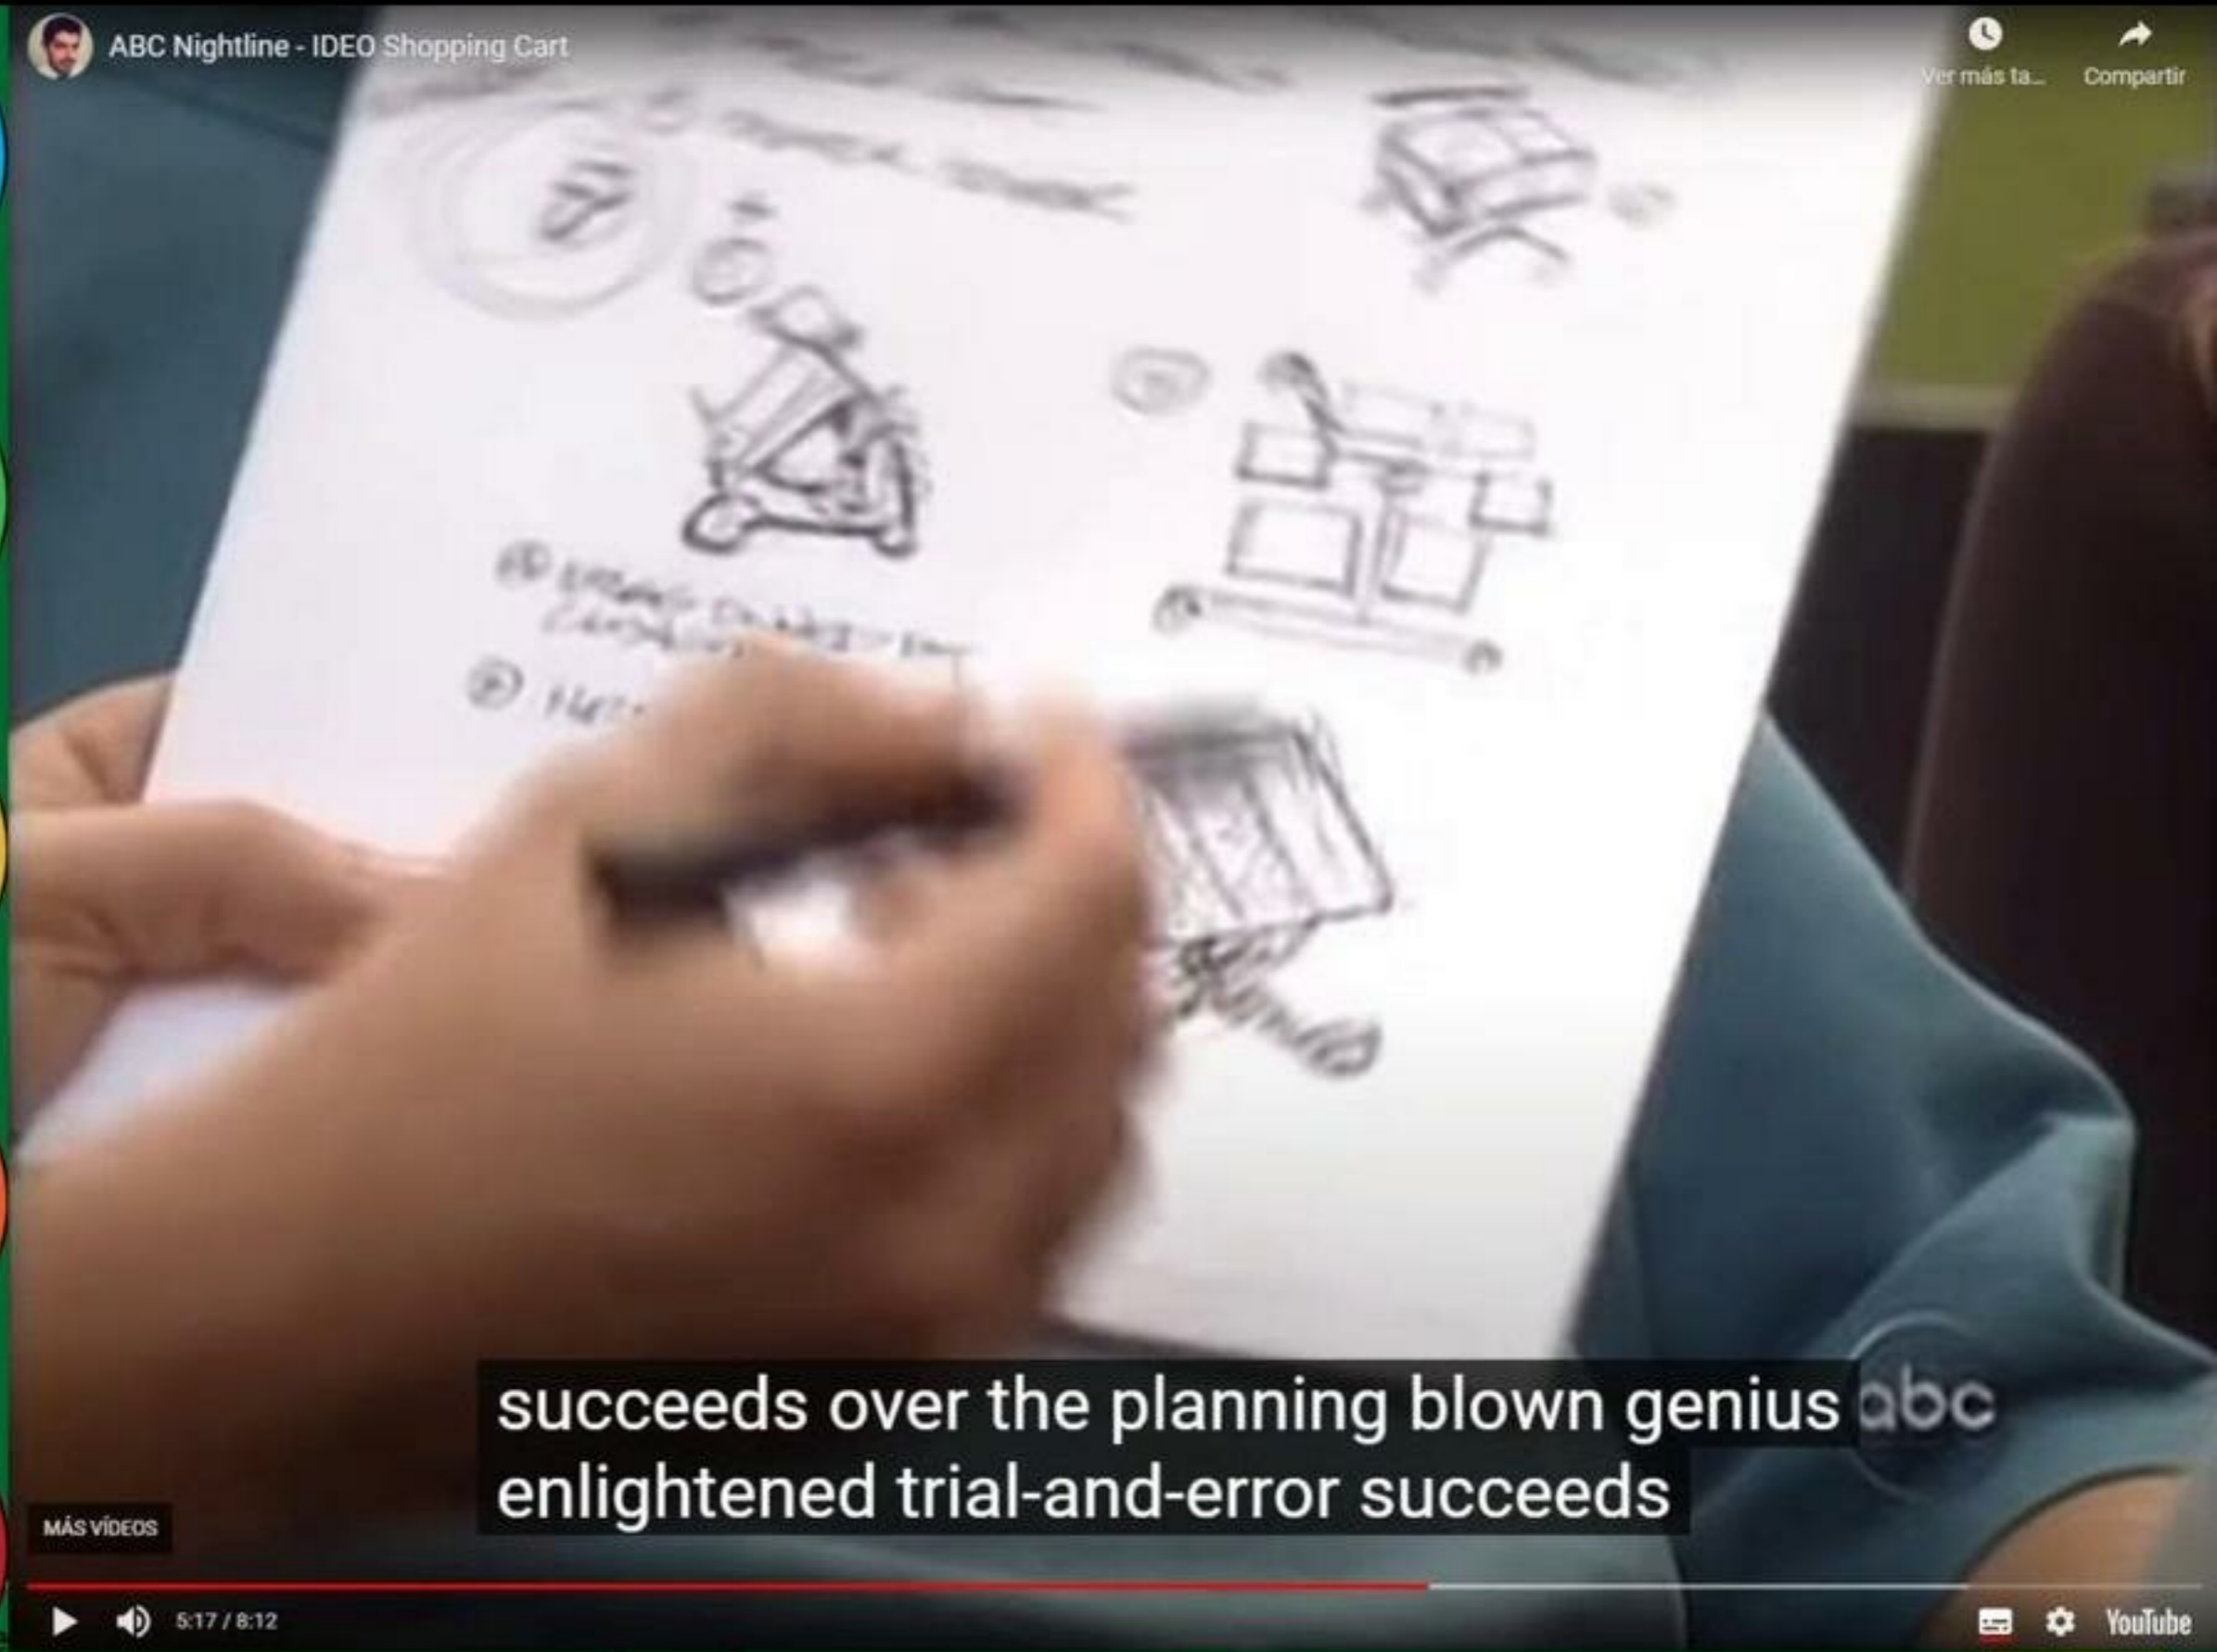 ABC Nightline - IDEO Shopping Cart
Ver más ta...
Compartir
succeeds over the planning blown genius
abc
enlightened trial-and-error succeeds
MÁS VÍDEOS
5:17 / 8:12
YouTube